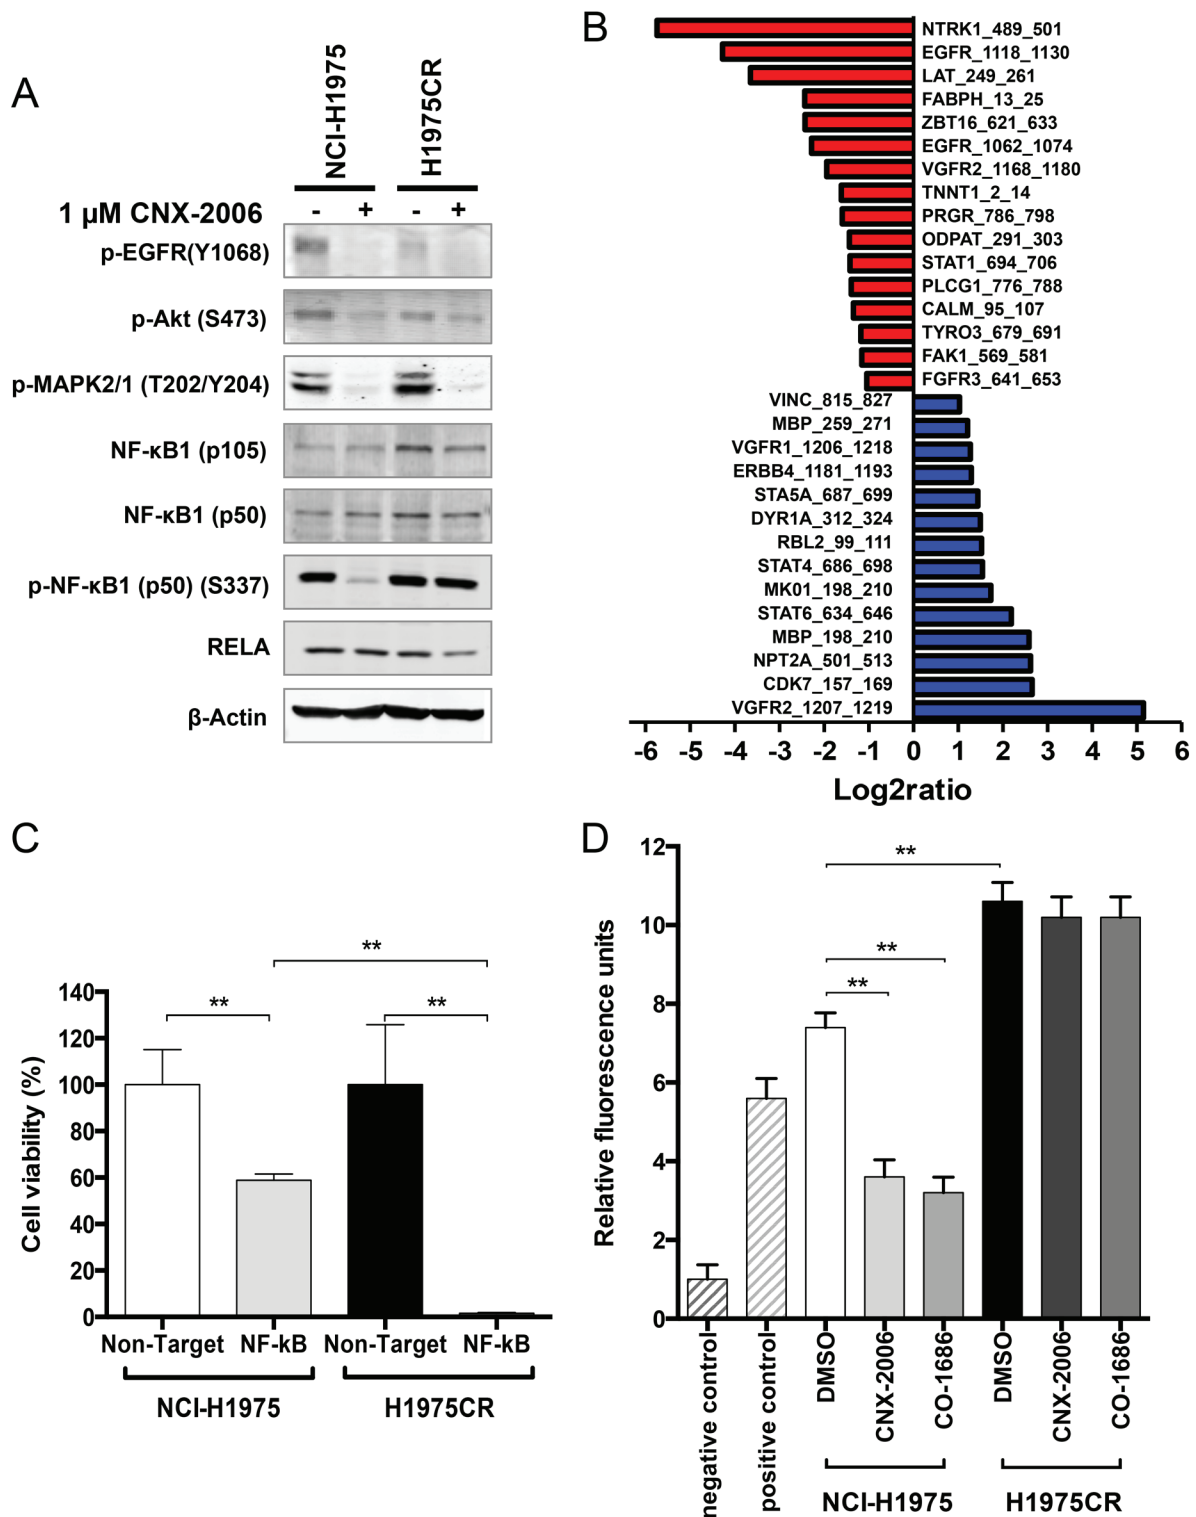 A
NCI-H1975
H1975CR
1 µM CNX-2006
- + - +
p-EGFR(Y1068)
p-Akt (S473)
p-MAPK2/1 (T202/Y204)
NF-κB1 (p105)
NF-κB1 (p50)
p-NF-κB1 (p50) (S337)
RELA
β-Actin
B
NTRK1_489_501
EGFR_1118_1130
LAT_249_261
FABPH_13_25
ZBT16_621_633
EGFR_1062_1074
VGFR2_1168_1180
TNNT1_2_14
PRGR_786_798
ODPAT_291_303
STAT1_694_706
PLCG1_776_788
CALM_95_107
TYRO3_679_691
FAK1_569_581
FGFR3_641_653
VINC_815_827
MBP_259_271
VGFR1_1206_1218
ERBB4_1181_1193
STA5A_687_699
DYR1A_312_324
RBL2_99_111
STAT4_686_698
MK01_198_210
STAT6_634_646
MBP_198_210
NPT2A_501_513
CDK7_157_169
VGFR2_1207_1219
-6 -5 -4 -3 -2 -1 0 1 2 3 4 5 6
Log2ratio
C
Cell viability (%)
140
120
100
80
60
40
20
0
**
**
**
Non-Target NF-kB Non-Target NF-kB
NCI-H1975 H1975CR
D
Relative fluorescence units
12
10
8
6
4
2
0
**
**
**
negative control
positive control
DMSO
CNX-2006
CO-1686
DMSO
CNX-2006
CO-1686
NCI-H1975 H1975CR